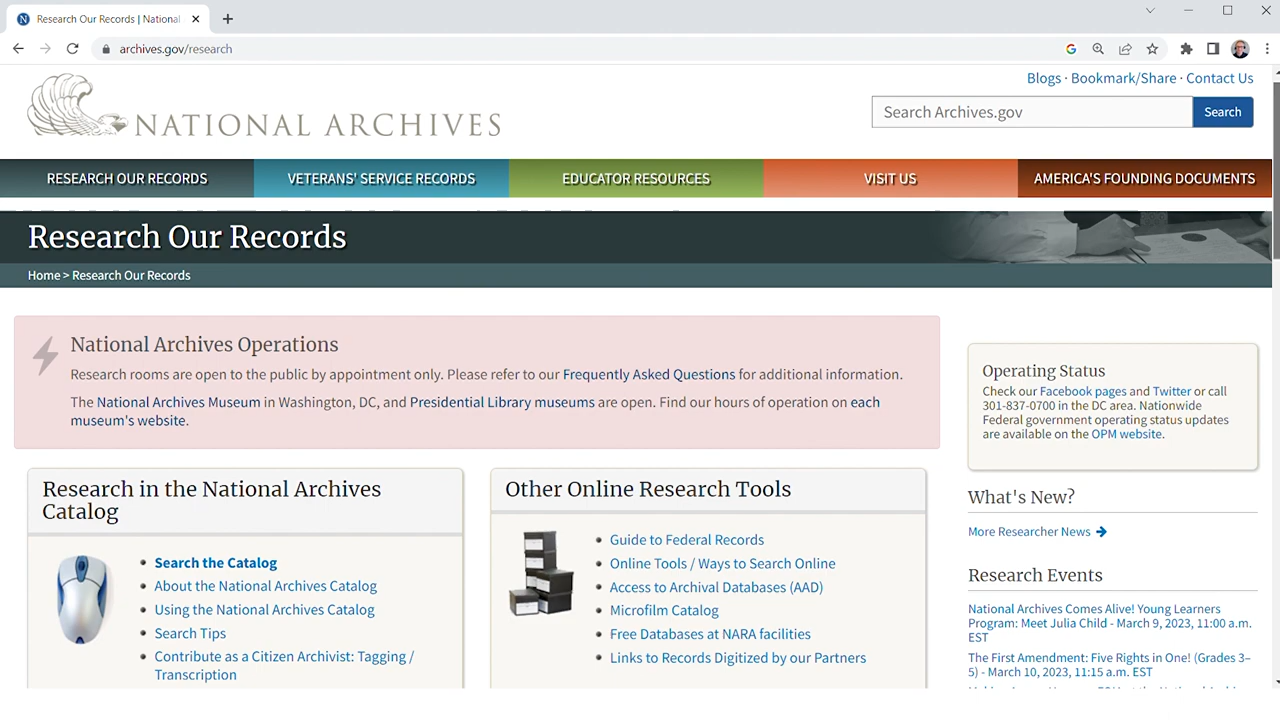 Research Our Records | National
archives.gov/research
Blogs · Bookmark/Share · Contact Us
NATIONAL ARCHIVES
Search Archives.gov
Search
RESEARCH OUR RECORDS
VETERANS' SERVICE RECORDS
EDUCATOR RESOURCES
VISIT US
AMERICA'S FOUNDING DOCUMENTS
Research Our Records
Home > Research Our Records
National Archives Operations
Research rooms are open to the public by appointment only. Please refer to our Frequently Asked Questions for additional information.
The National Archives Museum in Washington, DC, and Presidential Library museums are open. Find our hours of operation on each
museum's website.
Research in the National Archives
Catalog
Search the Catalog
About the National Archives Catalog
Using the National Archives Catalog
Search Tips
Contribute as a Citizen Archivist: Tagging /
Transcription
Other Online Research Tools
Guide to Federal Records
Online Tools / Ways to Search Online
Access to Archival Databases (AAD)
Microfilm Catalog
Free Databases at NARA facilities
Links to Records Digitized by our Partners
Operating Status
Check our Facebook pages and Twitter or call
301-837-0700 in the DC area. Nationwide
Federal government operating status updates
are available on the OPM website.
What's New?
More Researcher News
Research Events
National Archives Comes Alive! Young Learners
Program: Meet Julia Child - March 9, 2023, 11:00 a.m.
EST
The First Amendment: Five Rights in One! (Grades 3–
5) - March 10, 2023, 11:15 a.m. EST